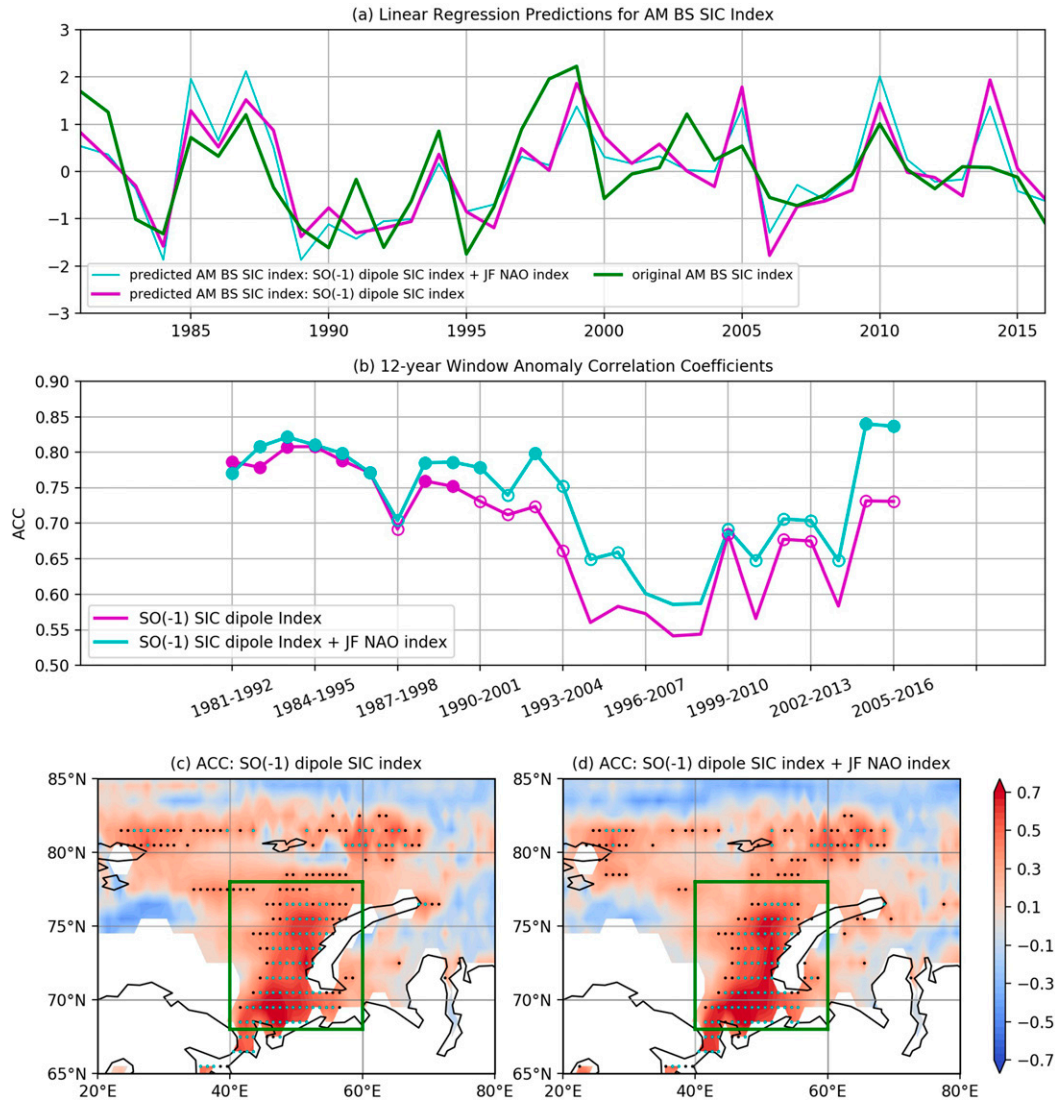 (a) Linear Regression Predictions for AM BS SIC Index
3
2
1
0
−1
−2
−3
predicted AM BS SIC index: SO(-1) dipole SIC index + JF NAO index
original AM BS SIC index
predicted AM BS SIC index: SO(-1) dipole SIC index
1985 1990 1995 2000 2005 2010 2015
(b) 12-year Window Anomaly Correlation Coefficients
0.90
0.85
0.80
0.75
0.70
0.65
0.60
0.55
0.50
ACC
SO(-1) SIC dipole Index
SO(-1) SIC dipole Index + JF NAO index
1981-1992 1984-1995 1987-1998 1990-2001 1993-2004 1996-2007 1999-2010 2002-2013 2005-2016
(c) ACC: SO(-1) dipole SIC index
85°N
80°N
75°N
70°N
65°N
20°E 40°E 60°E 80°E
(d) ACC: SO(-1) dipole SIC index + JF NAO index
85°N
80°N
75°N
70°N
65°N
20°E 40°E 60°E 80°E
0.7
0.5
0.3
0.1
−0.1
−0.3
−0.5
−0.7